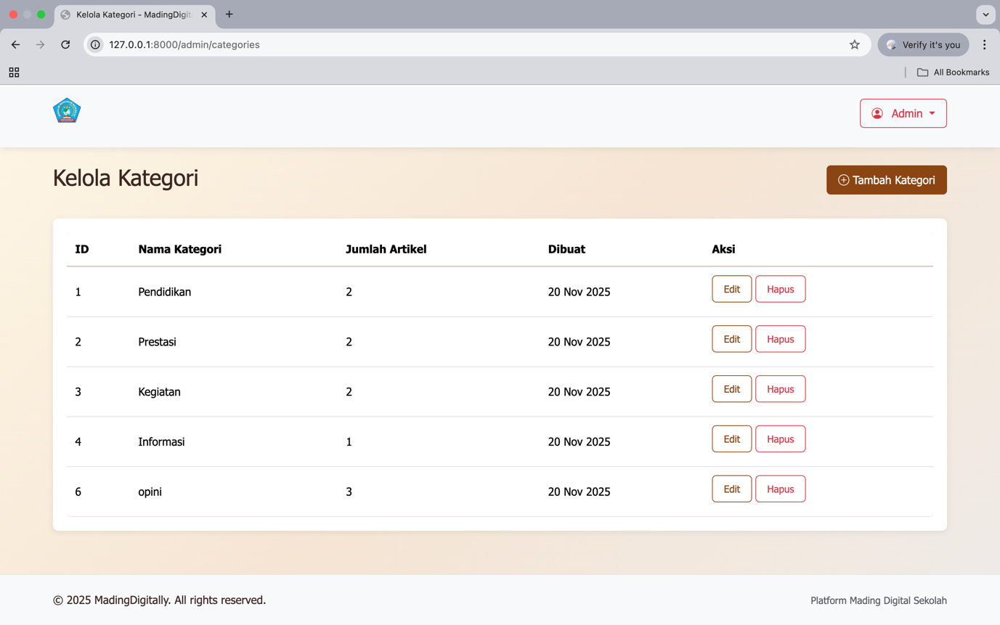 Kelola Kategori - MadingDigit
127.0.0.1:8000/admin/categories
Verify it's you
All Bookmarks
Admin
Kelola Kategori
Tambah Kategori
ID Nama Kategori Jumlah Artikel Dibuat Aksi
1 Pendidikan 2 20 Nov 2025 Edit Hapus
2 Prestasi 2 20 Nov 2025 Edit Hapus
3 Kegiatan 2 20 Nov 2025 Edit Hapus
4 Informasi 1 20 Nov 2025 Edit Hapus
6 opini 3 20 Nov 2025 Edit Hapus
© 2025 MadingDigitally. All rights reserved.
Platform Mading Digital Sekolah